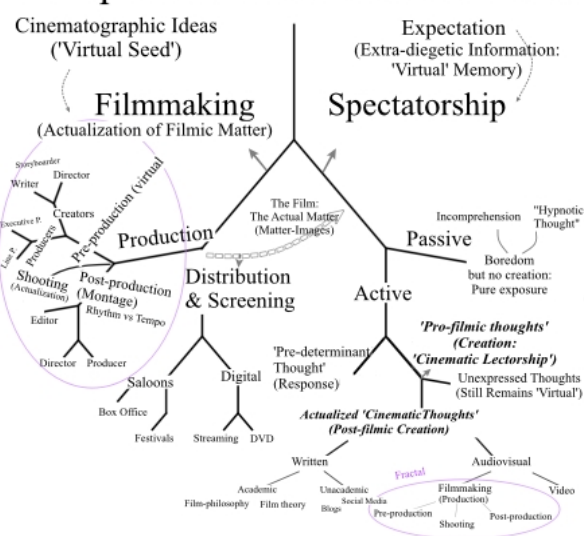 Cinematographic Ideas
('Virtual Seed')
Expectation
(Extra-diegetic Information:
'Virtual' Memory)
Filmmaking
(Actualization of Filmic Matter)
Spectatorship
Storyboarder
Writer
Director
Creators
Executive P.
Line P.
Producers
Pre-production (virtual
Production
Shooting
(Actualization)
Post-production
(Montage)
Rhythm vs Tempo
Editor
Director
Producer
The Film:
The Actual Matter
(Matter-Images)
Distribution
& Screening
Saloons
Digital
Box Office
Festivals
Streaming
DVD
Passive
Incomprehension
"Hypnotic
Thought"
Boredom
but no creation:
Pure exposure
Active
'Pre-determinant
Thought'
(Response)
'Pro-filmic thoughts'
(Creation:
'Cinematic Lectorship')
Unexpressed Thoughts
(Still Remains 'Virtual')
Actualized 'CinematicThoughts'
(Post-filmic Creation)
Written
Audiovisual
Academic
Unacademic
Film-philosophy
Film theory
Social Media
Blogs
Fractal
Filmmaking
(Production)
Video
Pre-production
Shooting
Post-production